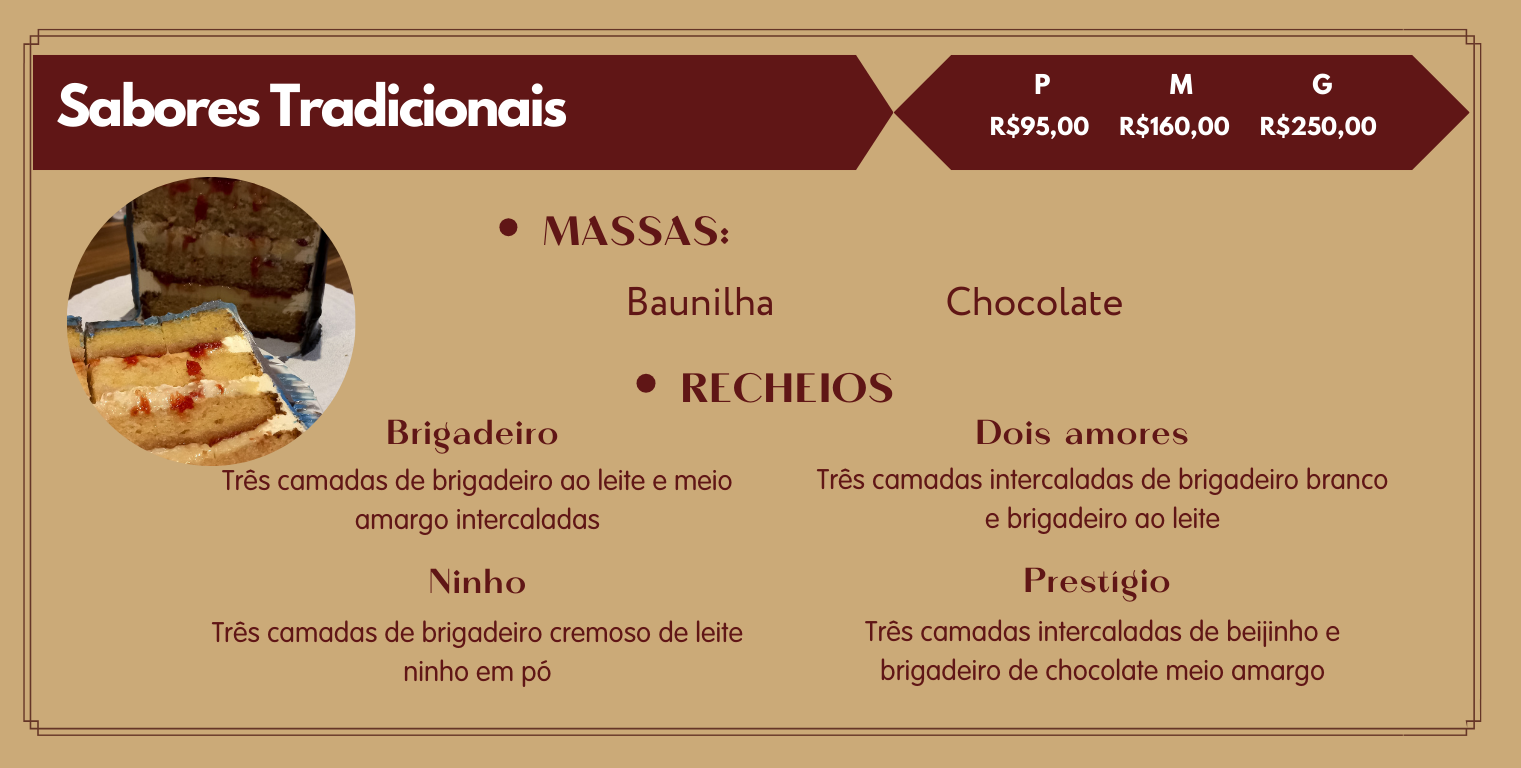 Sabores Tradicionais
P M G
R$95,00 R$160,00 R$250,00
• MASSAS:
Baunilha Chocolate
• RECHEIOS
Brigadeiro
Três camadas de brigadeiro ao leite e meio
amargo intercaladas
Dois amores
Três camadas intercaladas de brigadeiro branco
e brigadeiro ao leite
Ninho
Três camadas de brigadeiro cremoso de leite
ninho em pó
Prestígio
Três camadas intercaladas de beijinho e
brigadeiro de chocolate meio amargo